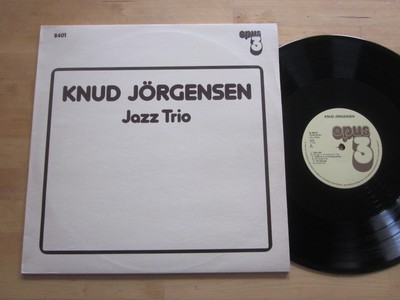 8401
opus
3
KNUD JÖRGENSEN
Jazz Trio
KNUD JÖRGENSEN
opus
3